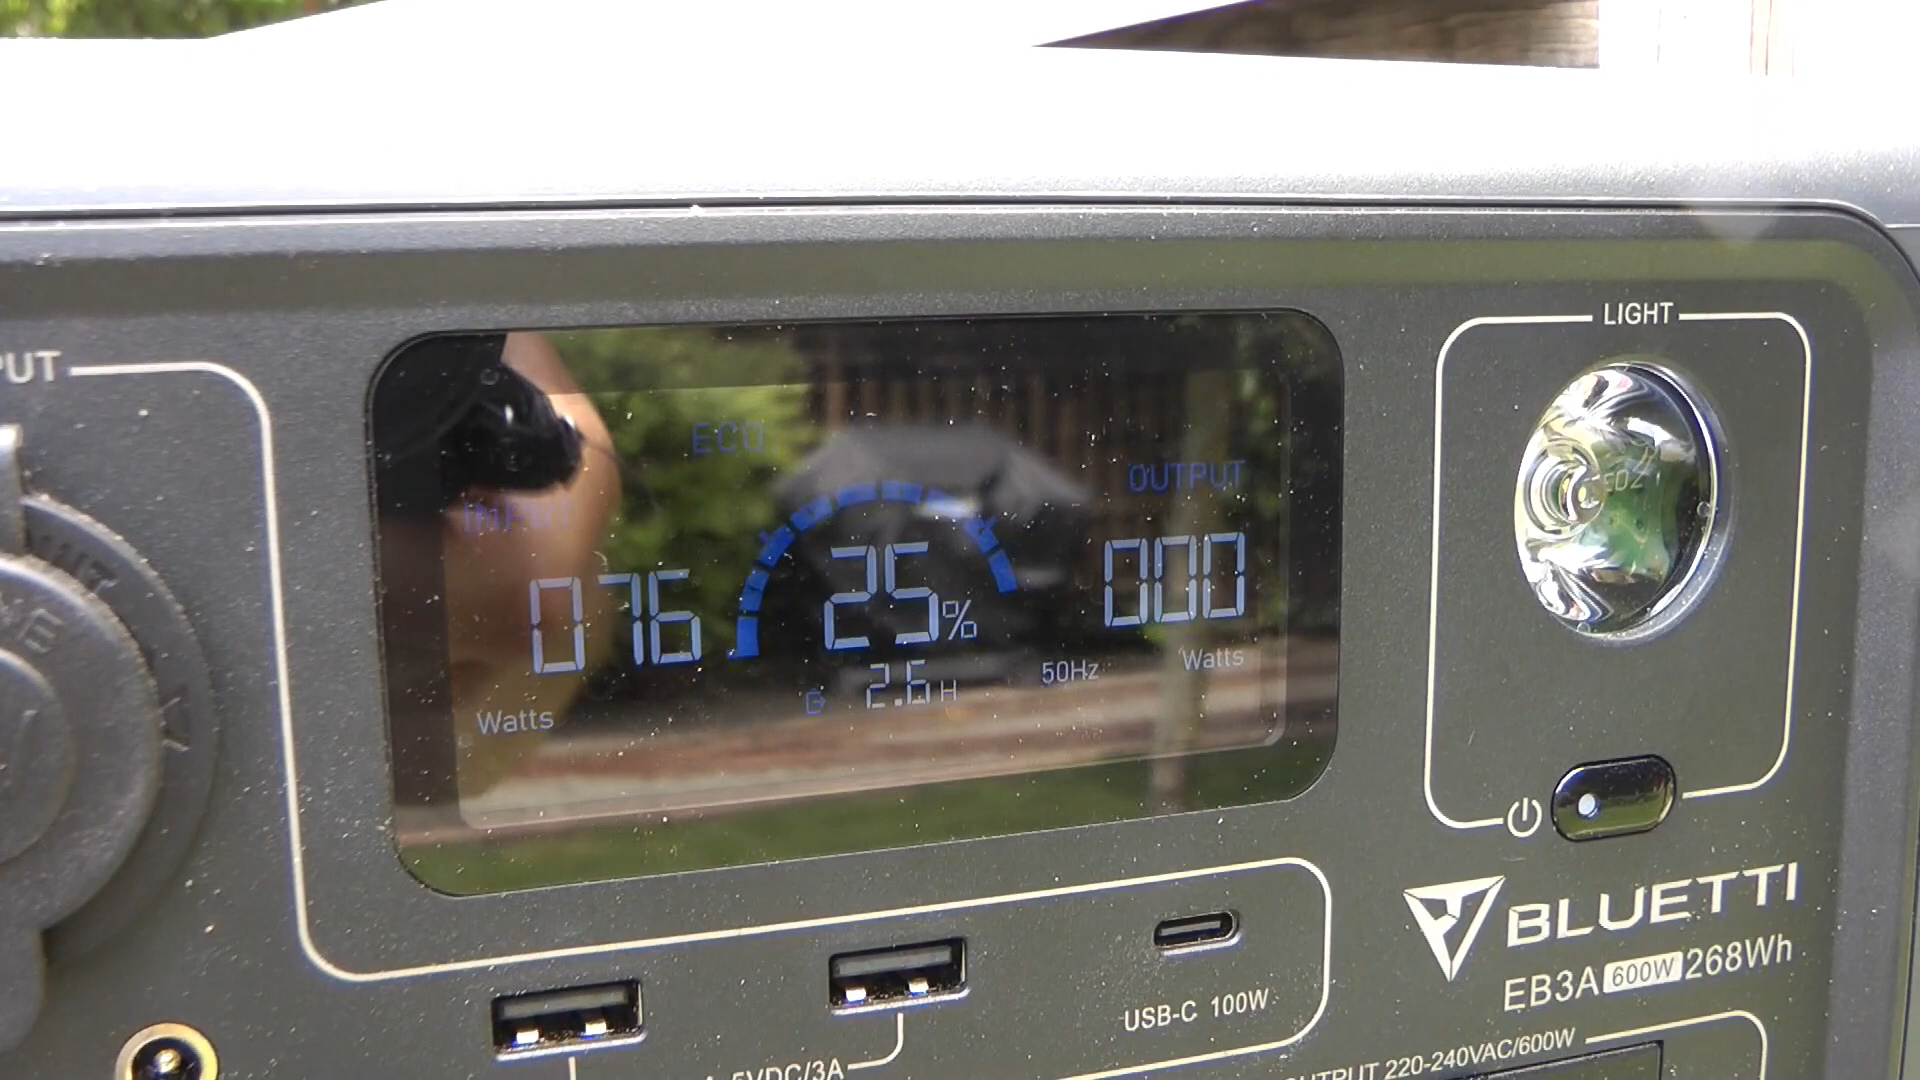 LIGHT
PUT
ECO
INPUT
OUTPUT
076
25%
000
2.6H
50Hz
Watts
Watts
BLUETTI
EB3A 600W 268Wh
USB-C 100W
5VDC/3A
OUTPUT 220-240VAC/600W